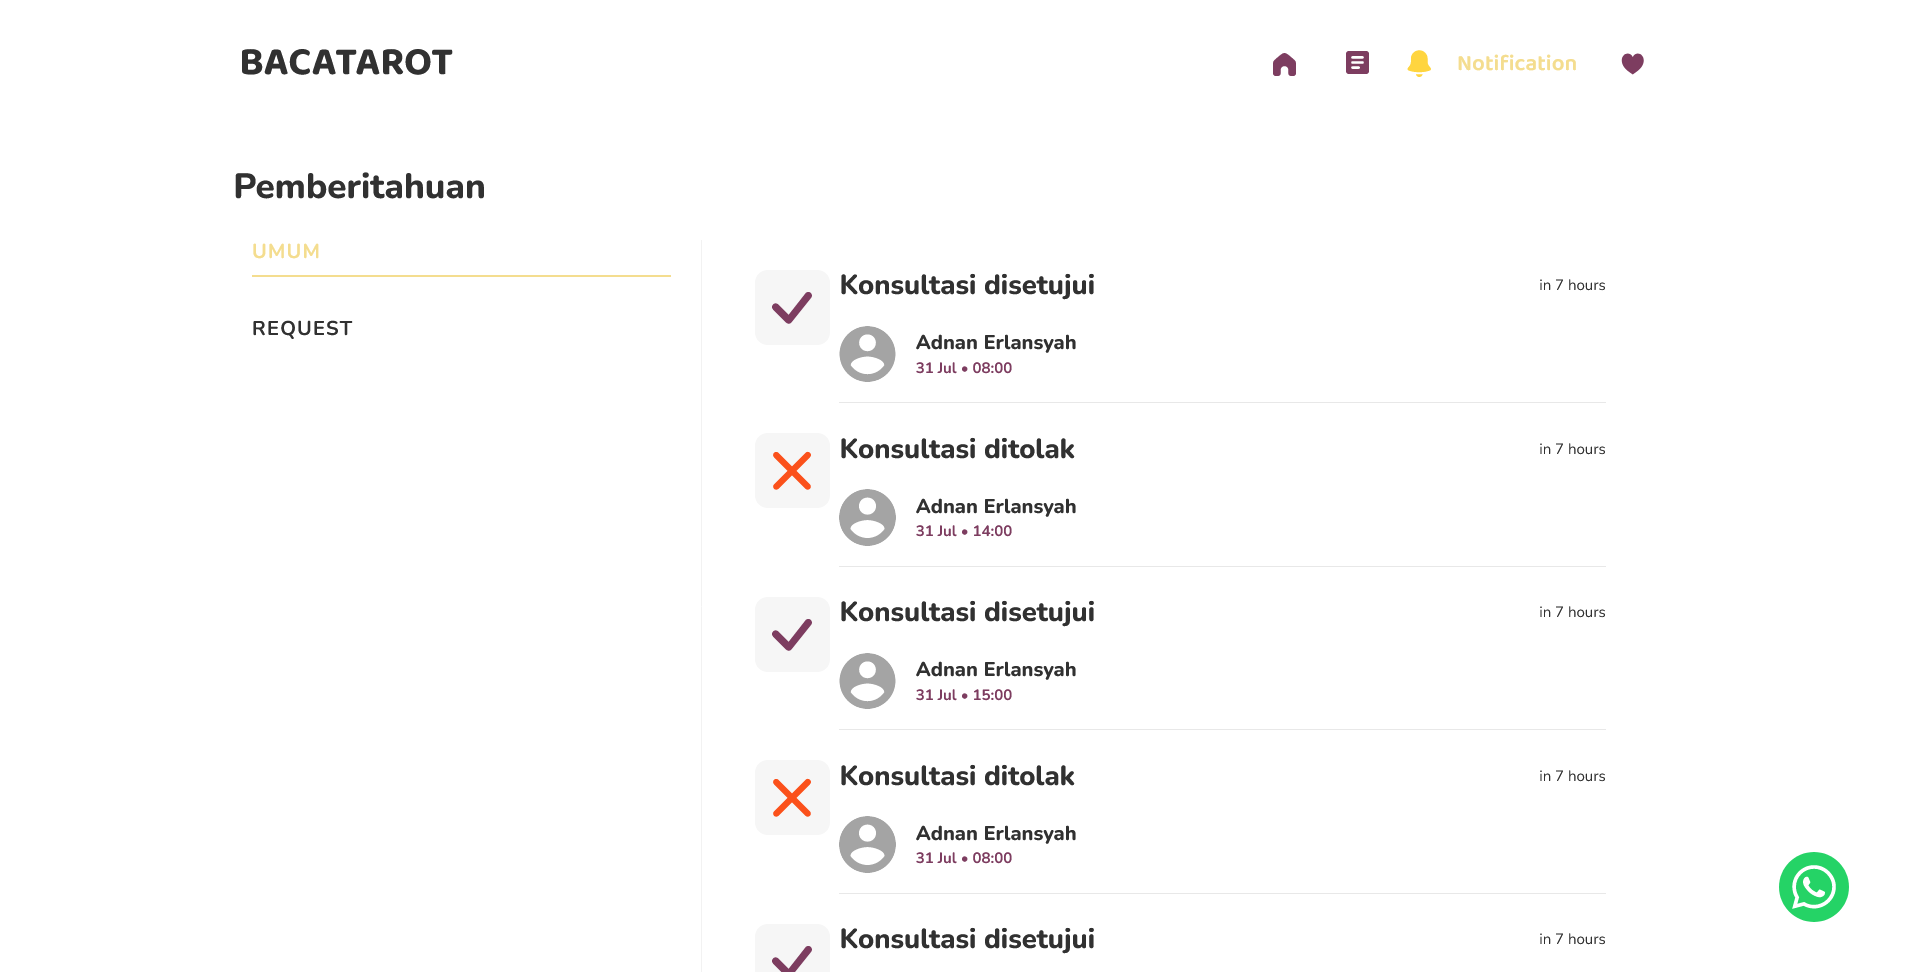 BACATAROT
Notification
Pemberitahuan
UMUM
REQUEST
Konsultasi disetujui
in 7 hours
Adnan Erlansyah
31 Jul • 08:00
Konsultasi ditolak
in 7 hours
Adnan Erlansyah
31 Jul • 14:00
Konsultasi disetujui
in 7 hours
Adnan Erlansyah
31 Jul • 15:00
Konsultasi ditolak
in 7 hours
Adnan Erlansyah
31 Jul • 08:00
Konsultasi disetujui
in 7 hours